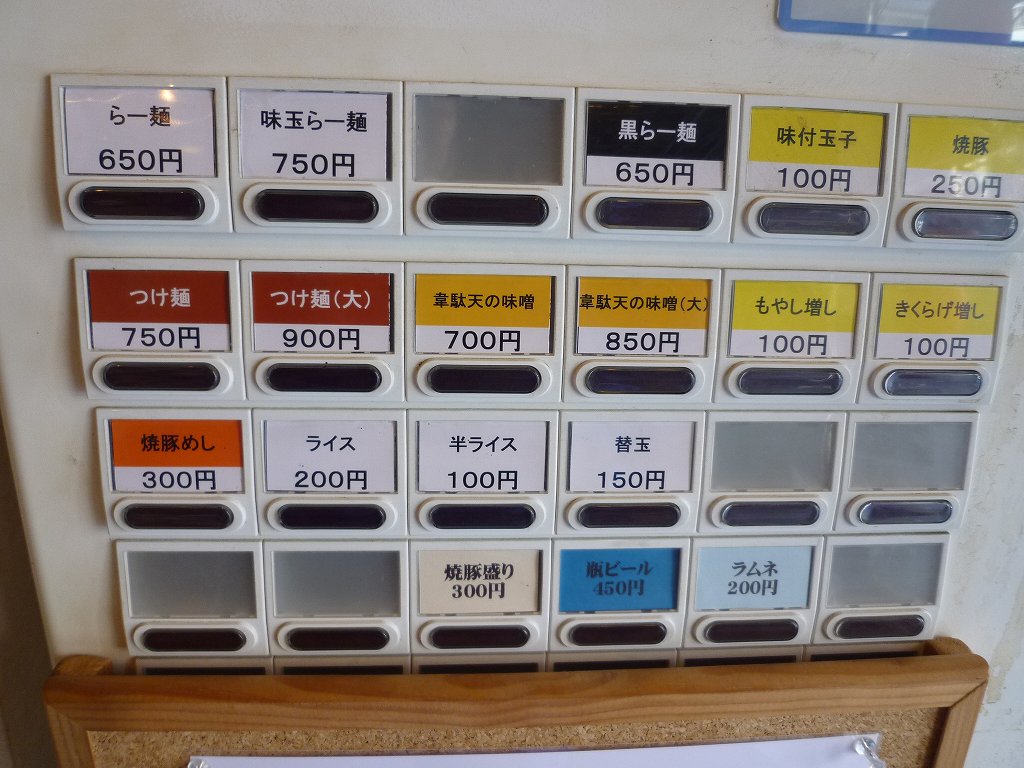 らー麺
650円
味玉らー麺
750円
黒らー麺
650円
味付玉子
100円
焼豚
250円
つけ麺
750円
つけ麺(大)
900円
韋駄天の味噌
700円
韋駄天の味噌(大)
850円
もやし増し
100円
きくらげ増し
100円
焼豚めし
300円
ライス
200円
半ライス
100円
替玉
150円
焼豚盛り
300円
瓶ビール
450円
ラムネ
200円